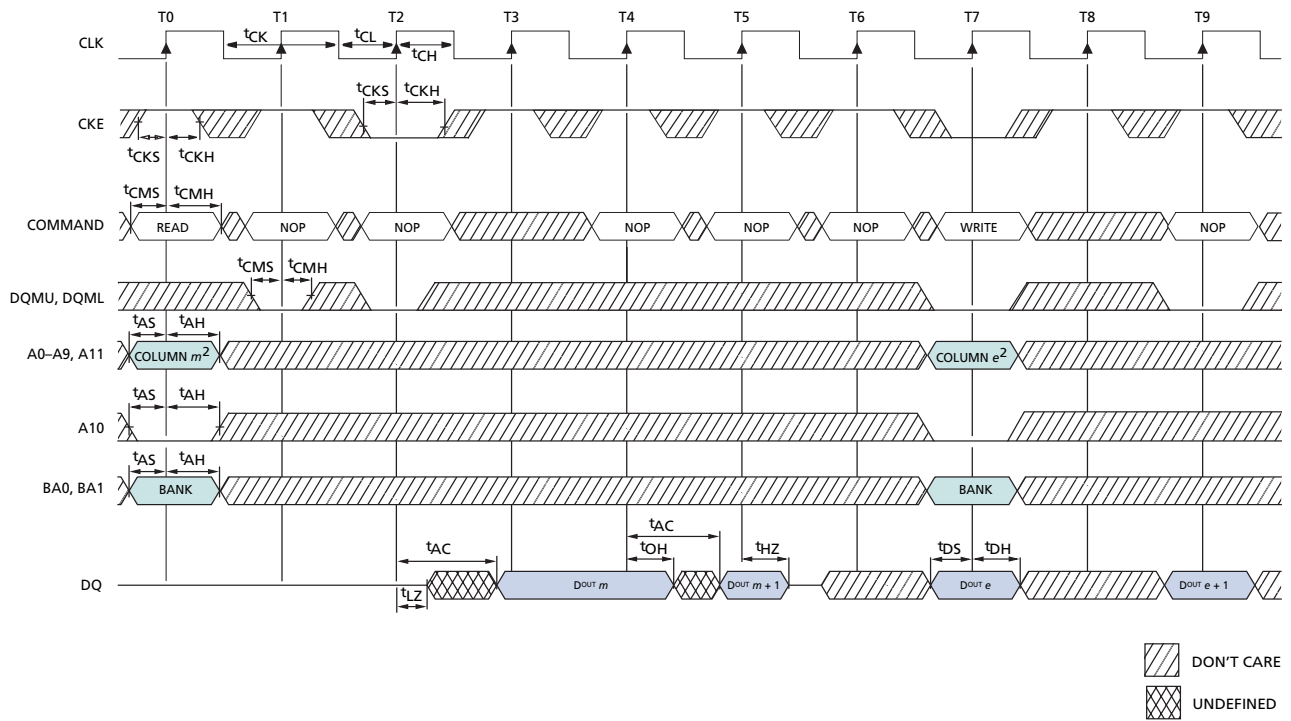 T0 T1 T2 T3 T4 T5 T6 T7 T8 T9
CLK
tCK tCL
tCH
tCKS tCKH
CKE
tCKS tCKH
tCMS tCMH
COMMAND READ NOP NOP NOP NOP NOP WRITE NOP
tCMS tCMH
DQMU, DQML
tAS tAH
A0–A9, A11 COLUMN m2 COLUMN e2
tAS tAH
A10
tAS tAH
BA0, BA1 BANK BANK
tAC
tAC tOH tHZ tDS tDH
DQ DOUT m DOUT m + 1 DOUT e DOUT e + 1
tLZ
DON'T CARE
UNDEFINED